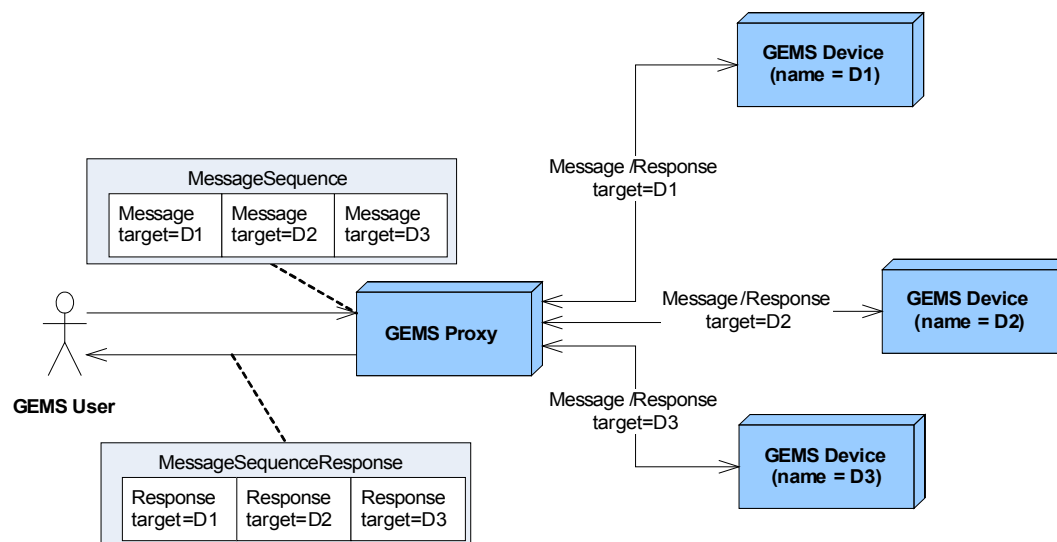 GEMS Device
(name = D1)
Message /Response
target=D1
MessageSequence
Message
target=D1
Message
target=D2
Message
target=D3
GEMS Proxy
Message /Response
target=D2
GEMS Device
(name = D2)
GEMS User
Message /Response
target=D3
MessageSequenceResponse
Response
target=D1
Response
target=D2
Response
target=D3
GEMS Device
(name = D3)